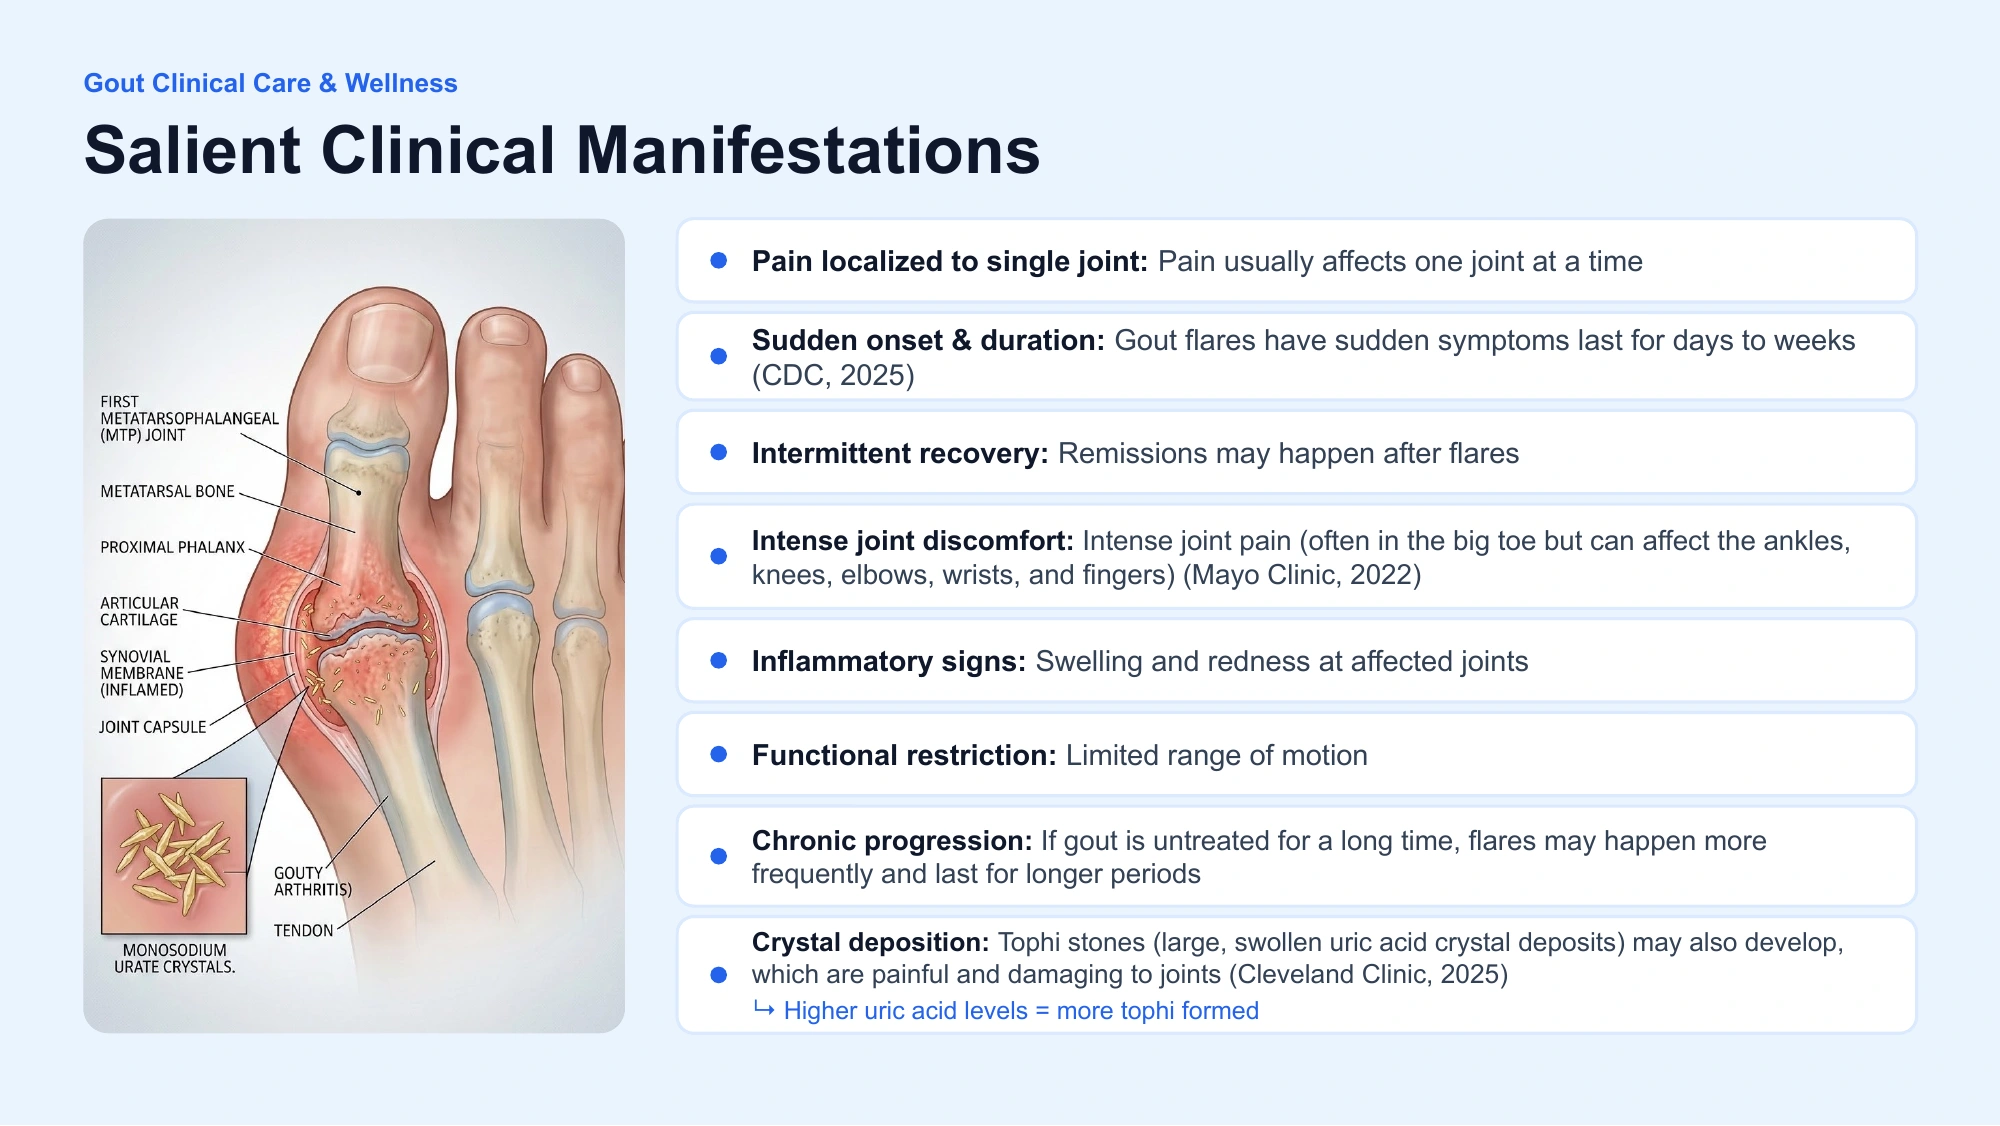 Gout Clinical Care & Wellness
Salient Clinical Manifestations
FIRST
METATARSOPHALANGEAL
(MTP) JOINT
METATARSAL BONE
PROXIMAL PHALANX
ARTICULAR
CARTILAGE
SYNOVIAL
MEMBRANE
(INFLAMED)
JOINT CAPSULE
GOUTY
ARTHRITIS)
TENDON
MONOSODIUM
URATE CRYSTALS.
Pain localized to single joint: Pain usually affects one joint at a time
Sudden onset & duration: Gout flares have sudden symptoms last for days to weeks
(CDC, 2025)
Intermittent recovery: Remissions may happen after flares
Intense joint discomfort: Intense joint pain (often in the big toe but can affect the ankles,
knees, elbows, wrists, and fingers) (Mayo Clinic, 2022)
Inflammatory signs: Swelling and redness at affected joints
Functional restriction: Limited range of motion
Chronic progression: If gout is untreated for a long time, flares may happen more
frequently and last for longer periods
Crystal deposition: Tophi stones (large, swollen uric acid crystal deposits) may also develop,
which are painful and damaging to joints (Cleveland Clinic, 2025)
↪ Higher uric acid levels = more tophi formed